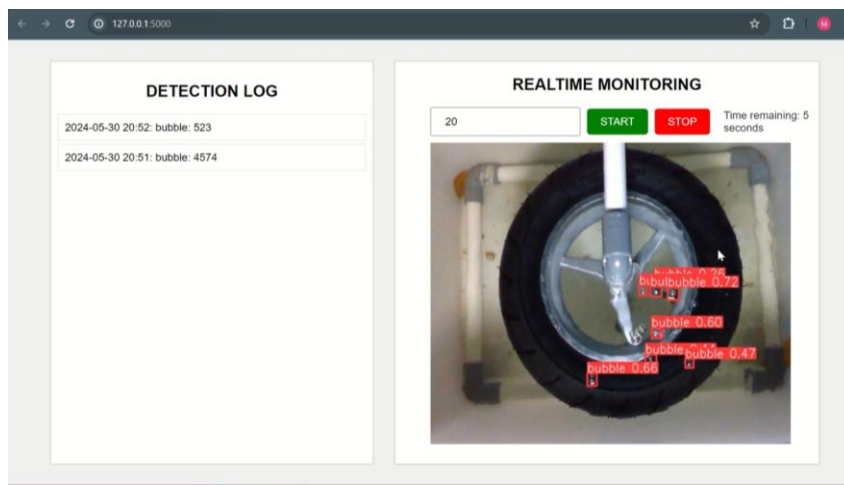 127.0.0.1:5000
M
DETECTION LOG
2024-05-30 20:52: bubble: 523
2024-05-30 20:51: bubble: 4574
REALTIME MONITORING
20
START
STOP
Time remaining: 5
seconds
bubble 0.72
bubble 0.60
bubble
bubble 0.47
bubble 0.66